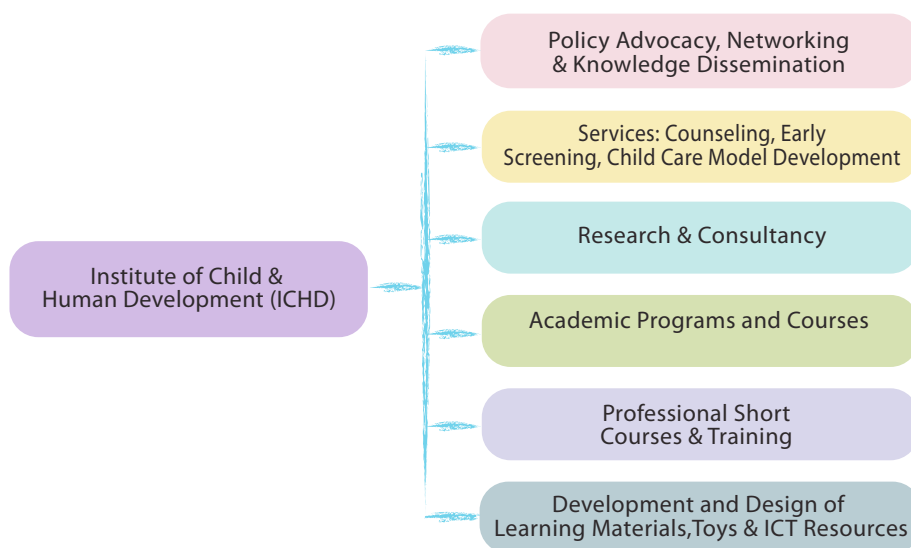 Policy Advocacy, Networking
& Knowledge Dissemination
Services: Counseling, Early
Screening, Child Care Model Development
Research & Consultancy
Institute of Child &
Human Development (ICHD)
Academic Programs and Courses
Professional Short
Courses & Training
Development and Design of
Learning Materials,Toys & ICT Resources